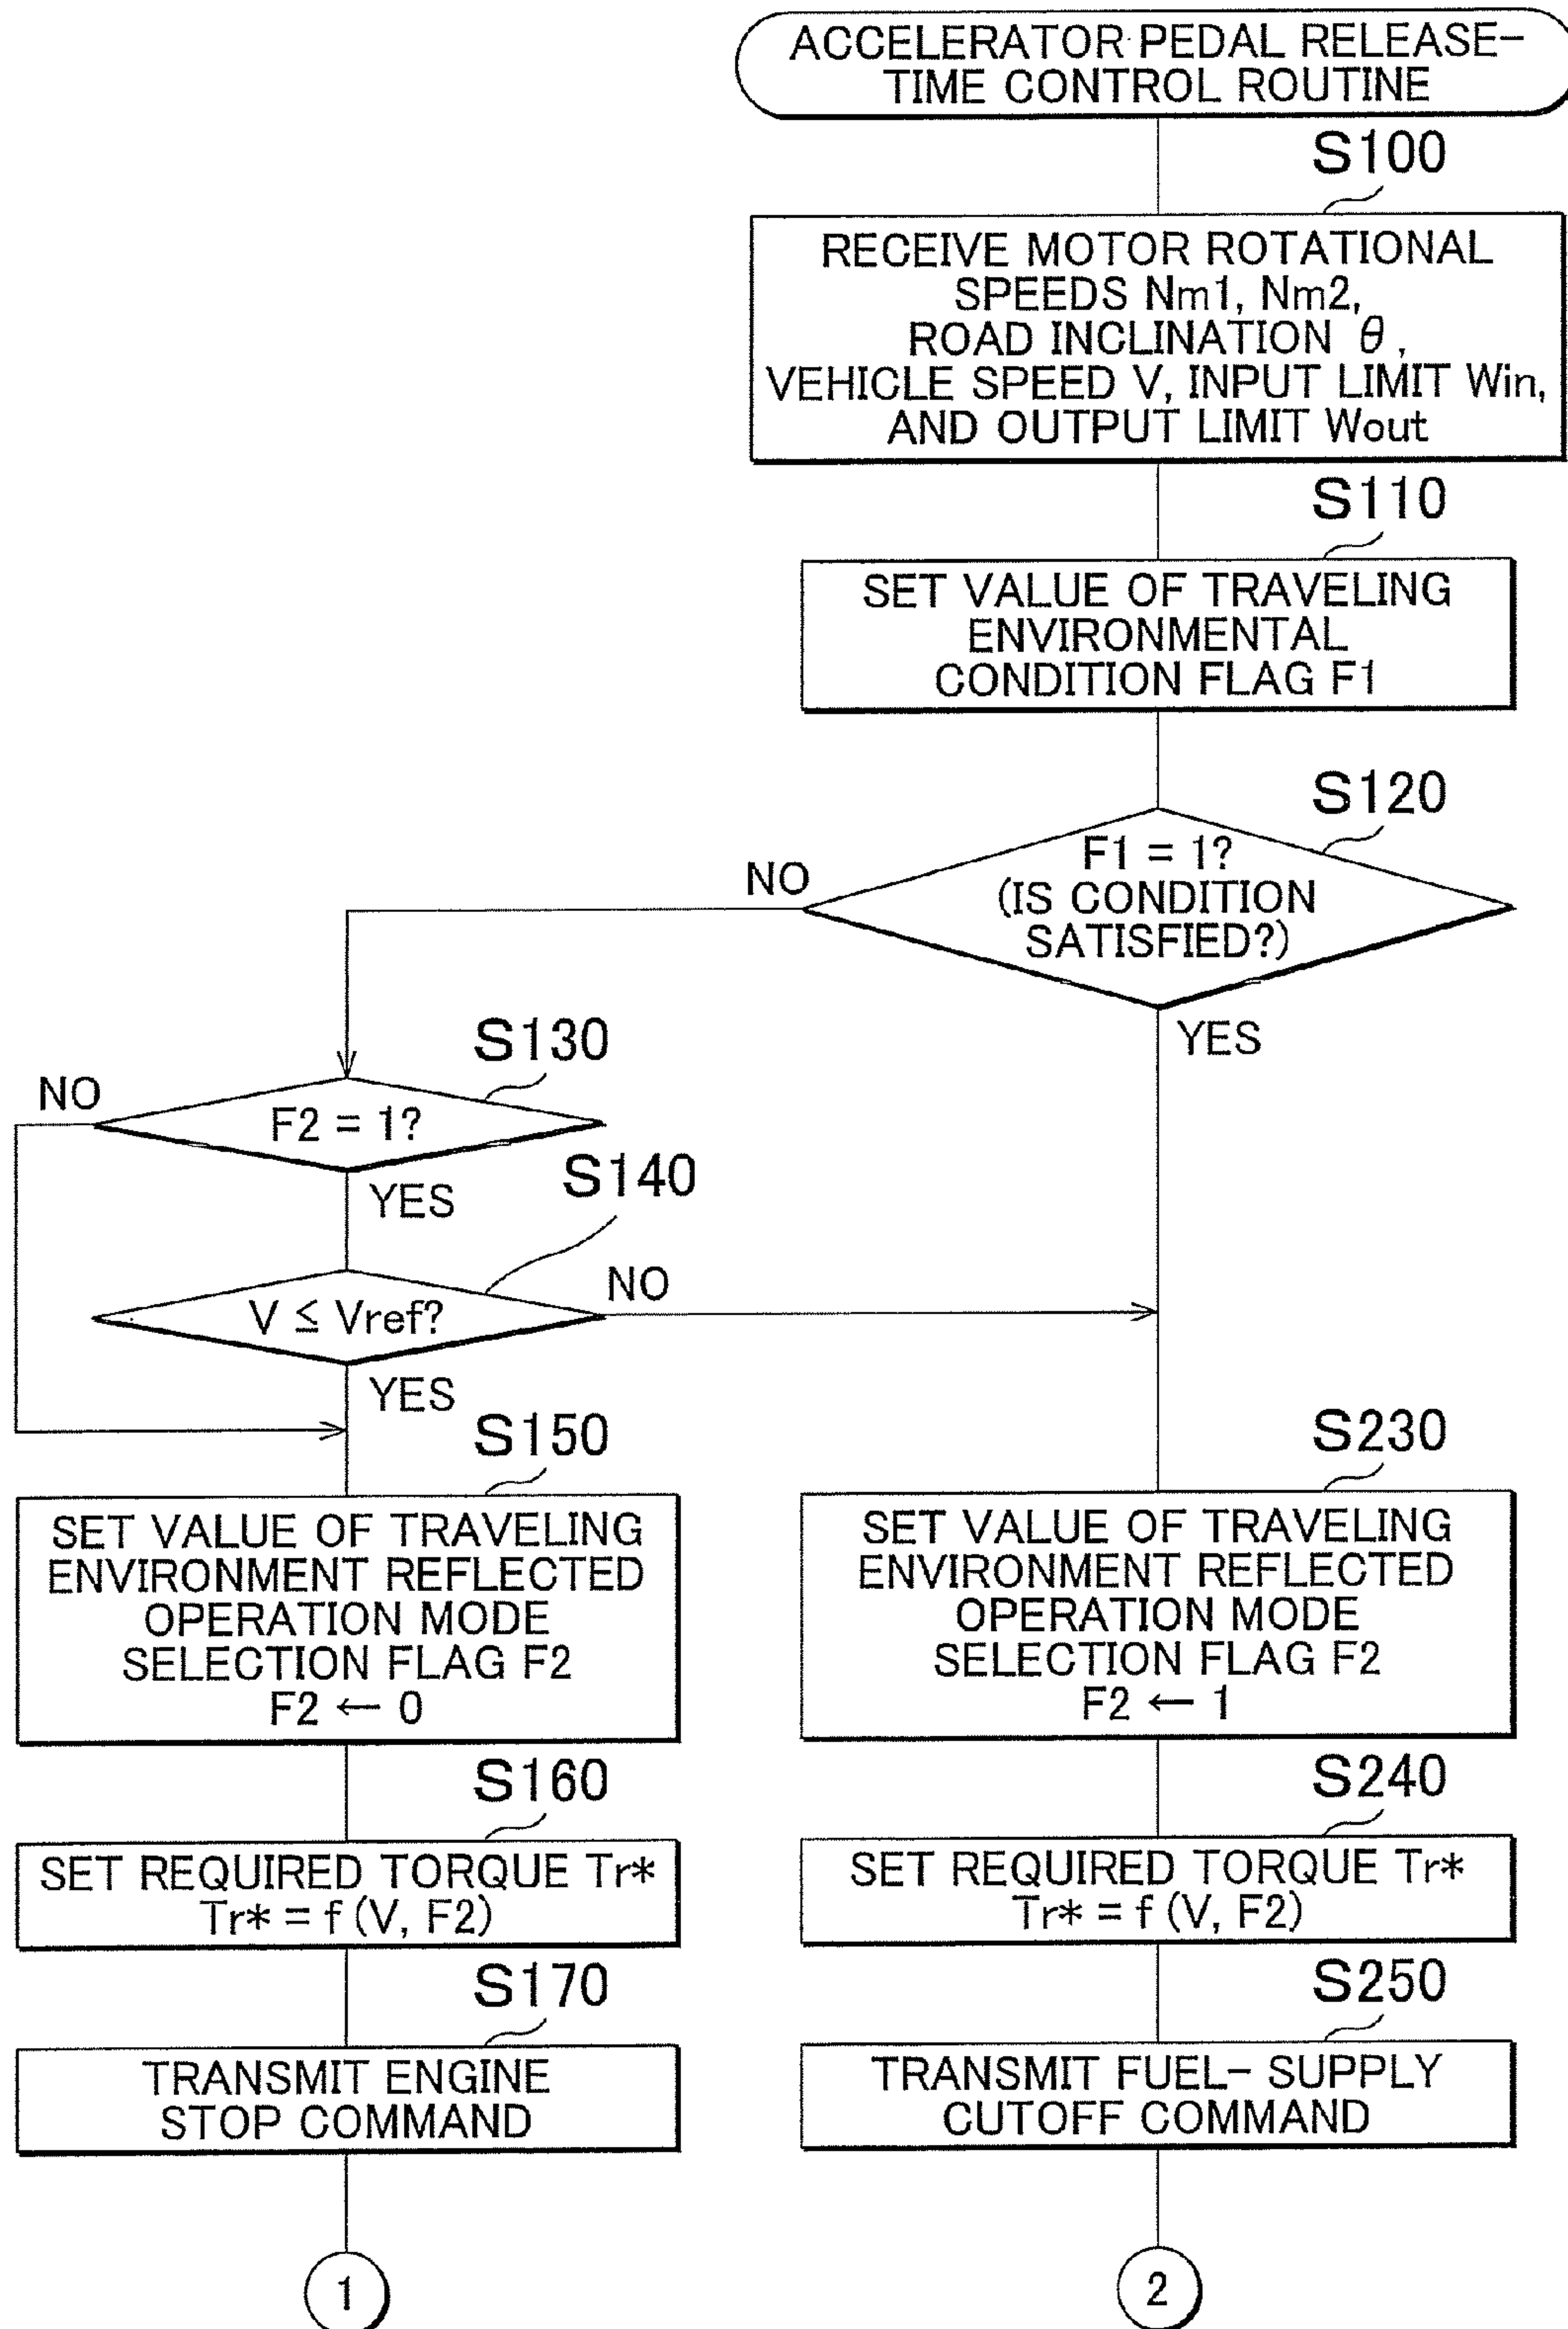 ACCELERATOR PEDAL RELEASE-
TIME CONTROL ROUTINE
S100
RECEIVE MOTOR ROTATIONAL
SPEEDS Nm1, Nm2,
ROAD INCLINATION θ,
VEHICLE SPEED V, INPUT LIMIT Win,
AND OUTPUT LIMIT Wout
S110
SET VALUE OF TRAVELING
ENVIRONMENTAL
CONDITION FLAG F1
S120
F1 = 1?
(IS CONDITION
SATISFIED?)
NO
YES
S130
NO
F2 = 1?
YES
S140
V ≤ Vref?
NO
YES
S150
SET VALUE OF TRAVELING
ENVIRONMENT REFLECTED
OPERATION MODE
SELECTION FLAG F2
F2 ← 0
S160
SET REQUIRED TORQUE Tr*
Tr* = f (V, F2)
S170
TRANSMIT ENGINE
STOP COMMAND
1
S230
SET VALUE OF TRAVELING
ENVIRONMENT REFLECTED
OPERATION MODE
SELECTION FLAG F2
F2 ← 1
S240
SET REQUIRED TORQUE Tr*
Tr* = f (V, F2)
S250
TRANSMIT FUEL- SUPPLY
CUTOFF COMMAND
2